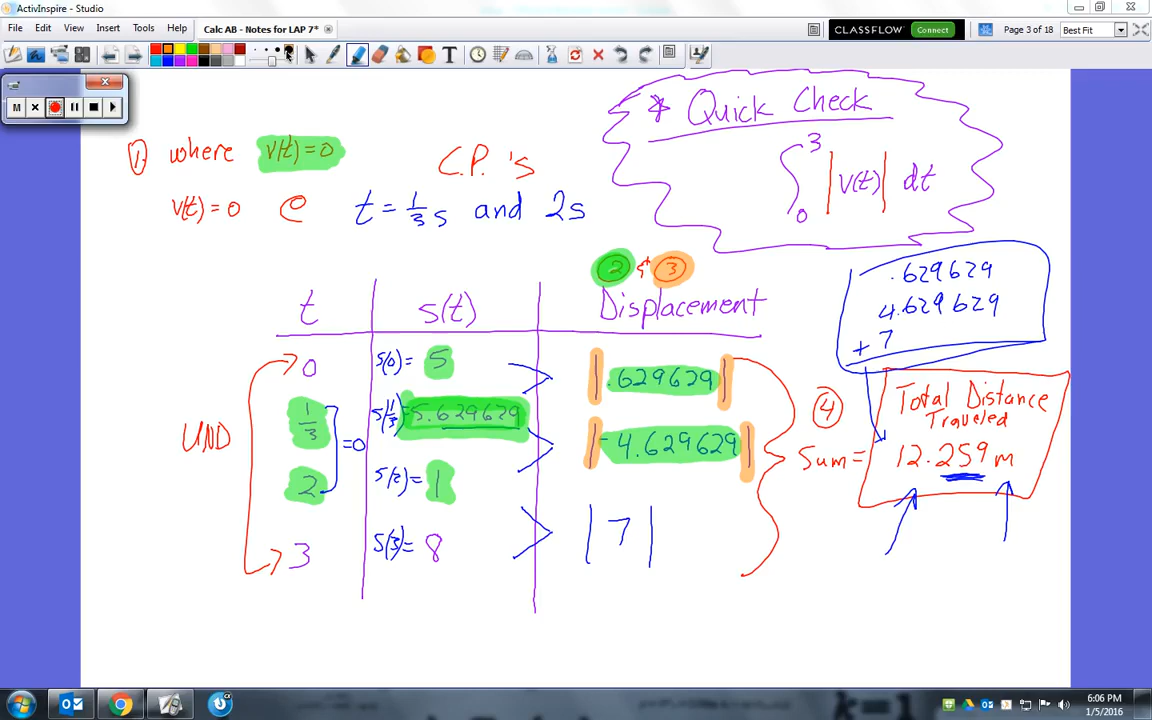 ActivInspire - Studio
File Edit View Insert Tools Help
Calc AB - Notes for LAP 7*
CLASSFLOW Connect
Page 3 of 18
Best Fit
M
* Quick Check
∫₀³ |v(t)| dt
① where v(t)=0 C.P.'s
v(t)=0 @ t=1/3 s and 2s
② & ③
t s(t) Displacement
0 s(0)= 5 |.629629|
1/3 s(1/3)= 5.629629 |-4.629629|
2 s(2)= 1
3 s(3)= 8 |7|
UND
=0
.629629
4.629629
+ 7
④ Sum =
Total Distance
Traveled
12.259 m
6:06 PM
1/5/2016